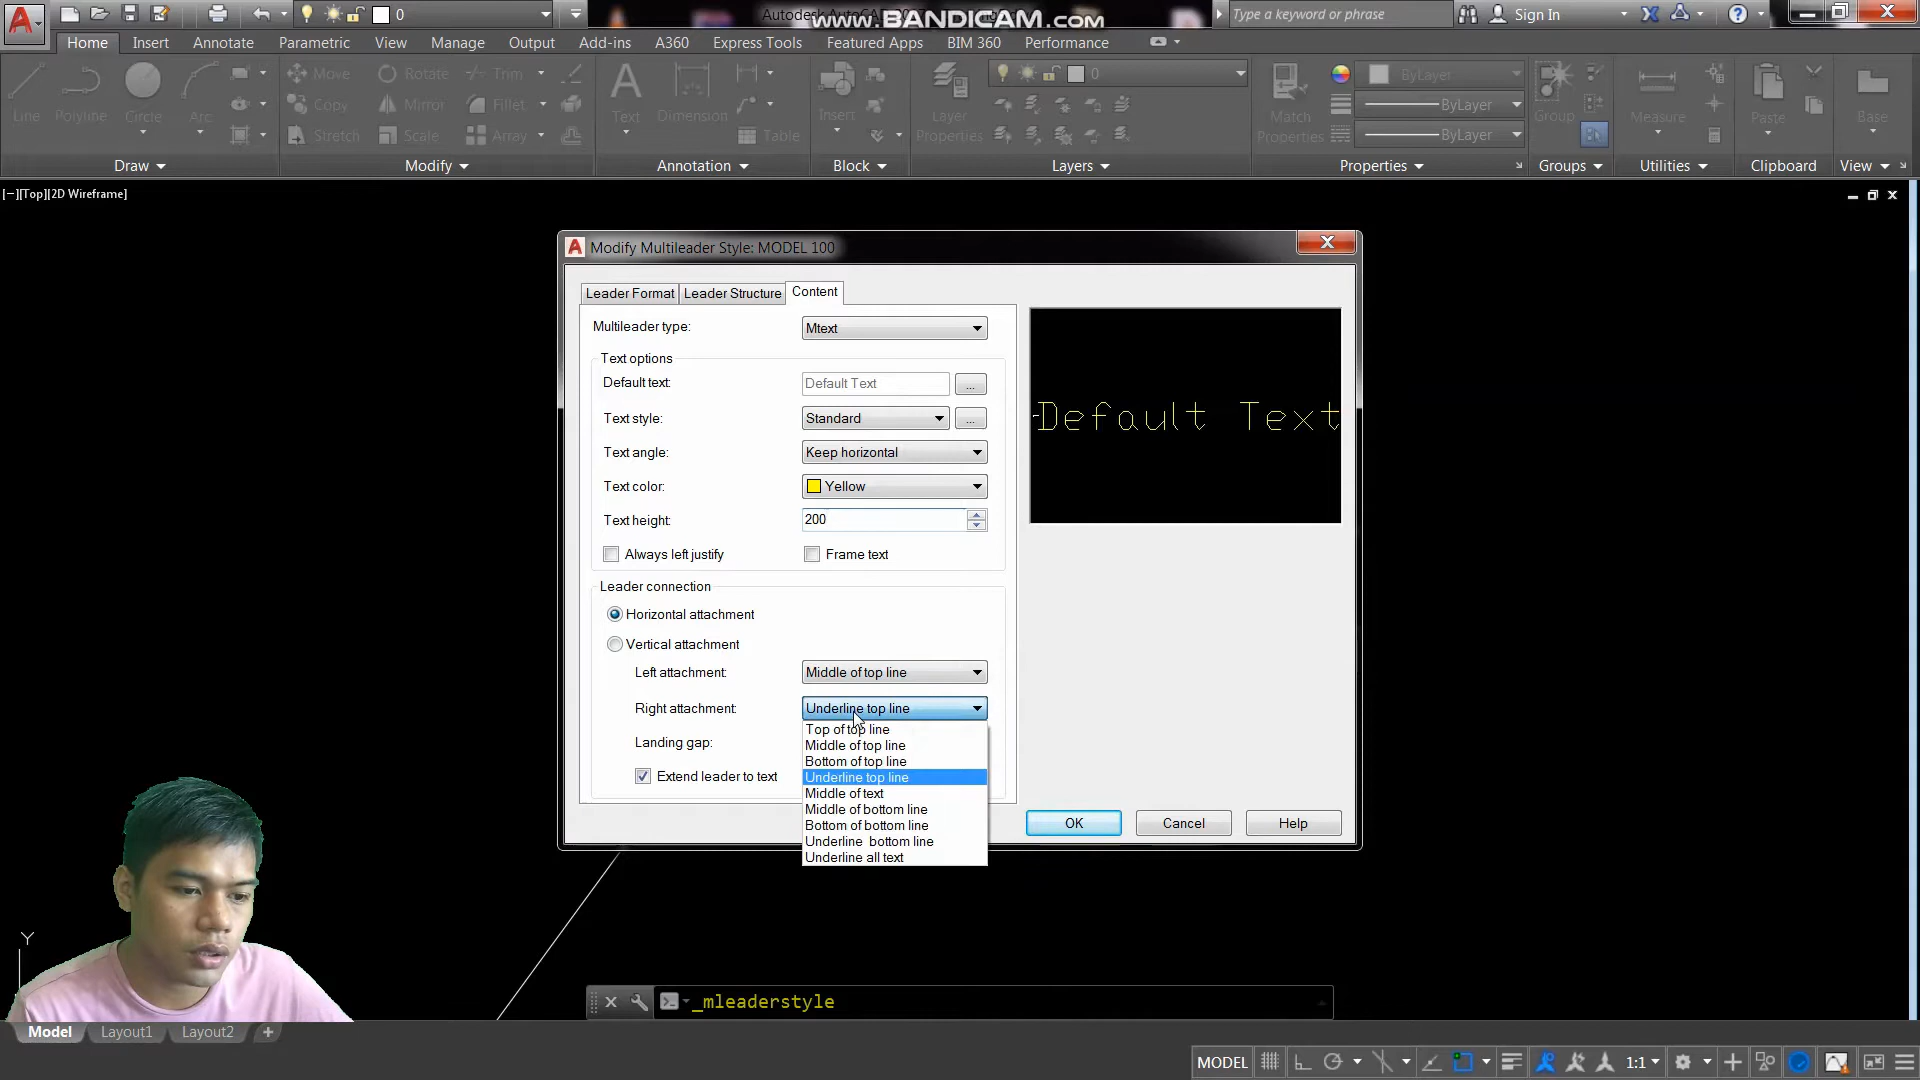 Autodesk AutoCAD
www.BANDICAM.com
0
Type a keyword or phrase
Sign In
Home
Insert
Annotate
Parametric
View
Manage
Output
Add-ins
A360
Express Tools
Featured Apps
BIM 360
Performance
Line
Polyline
Circle
Arc
Move
Rotate
Trim
Copy
Mirror
Fillet
Stretch
Scale
Array
Text
Dimension
Table
Insert
Layer
Properties
0
Match
Properties
ByLayer
ByLayer
ByLayer
Group
Measure
Paste
Base
Draw
Modify
Annotation
Block
Layers
Properties
Groups
Utilities
Clipboard
View
[−][Top][2D Wireframe]
Modify Multileader Style: MODEL 100
Leader Format
Leader Structure
Content
Multileader type:
Mtext
Text options
Default text:
Default Text
...
Text style:
Standard
...
Text angle:
Keep horizontal
Text color:
Yellow
Text height:
200
Always left justify
Frame text
Leader connection
Horizontal attachment
Vertical attachment
Left attachment:
Middle of top line
Right attachment:
Underline top line
Top of top line
Middle of top line
Bottom of top line
Underline top line
Middle of text
Middle of bottom line
Bottom of bottom line
Underline bottom line
Underline all text
Landing gap:
Extend leader to text
Default Text
OK
Cancel
Help
Y
_mleaderstyle
Model
Layout1
Layout2
+
MODEL
1:1